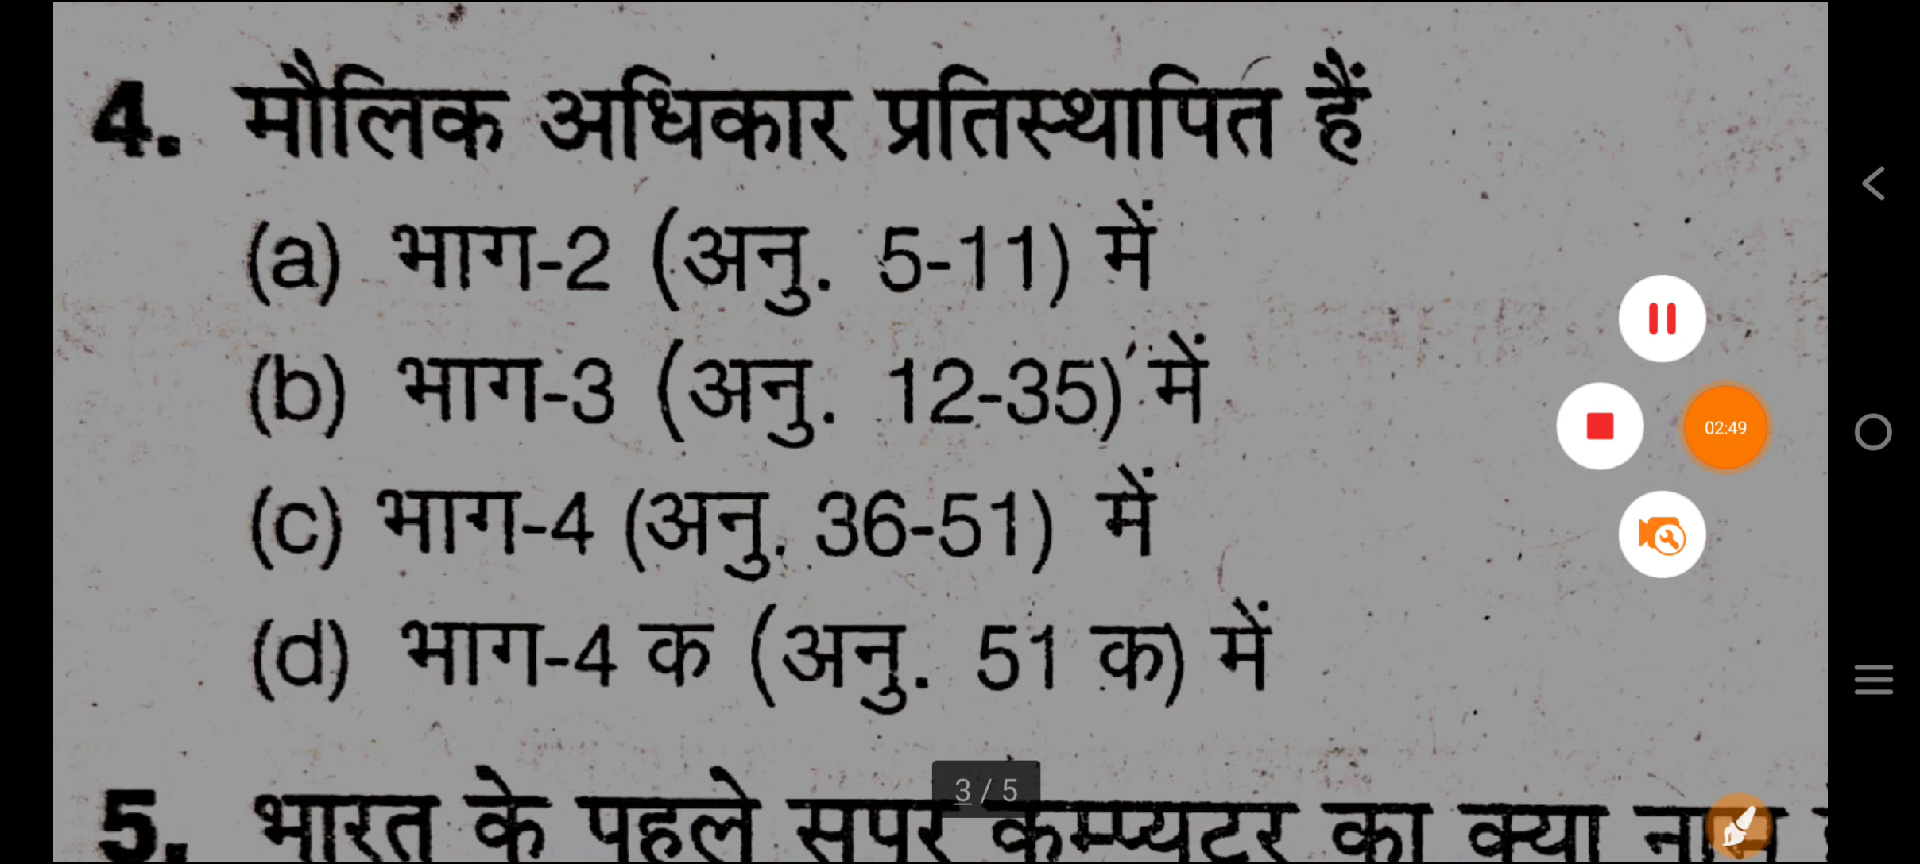 4. मौलिक अधिकार प्रतिस्थापित हैं
(a) भाग-2 (अनु. 5-11) में
(b) भाग-3 (अनु. 12-35) में
(c) भाग-4 (अनु. 36-51) में
(d) भाग-4 क (अनु. 51 क) में
02:49
3 / 5
5. भारत के पहले सुपर कम्प्यूटर का क्या नाम